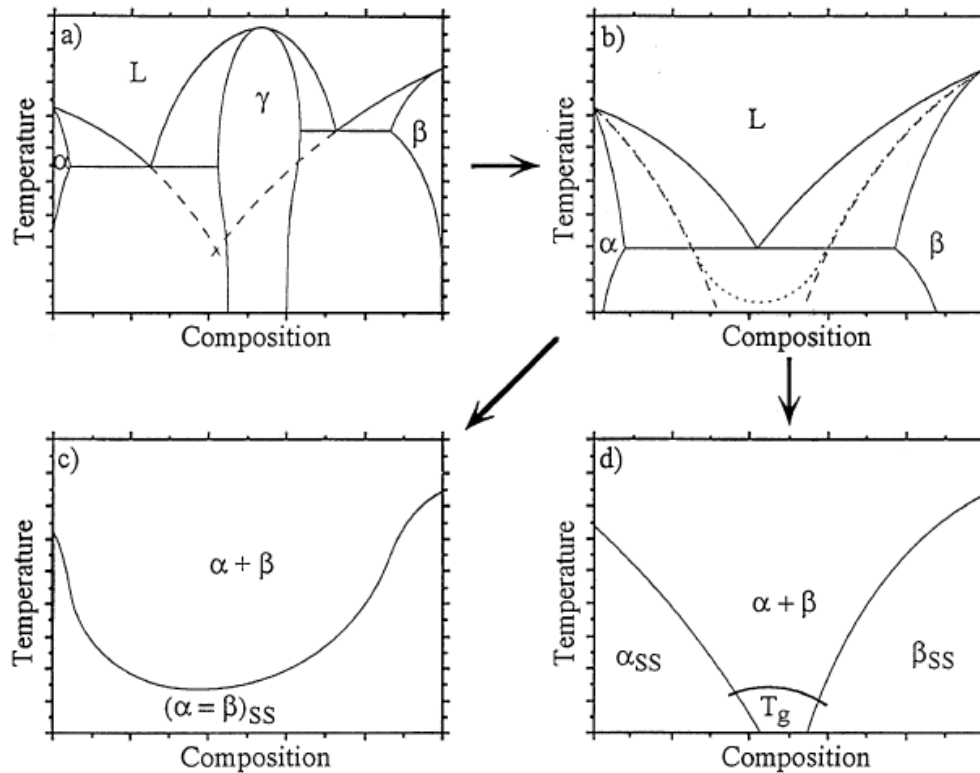 a)
L
γ
α
β
Temperature
Composition
b)
L
α
β
Temperature
Composition
c)
α + β
(α = β)SS
Temperature
Composition
d)
α + β
αSS
βSS
Tg
Temperature
Composition